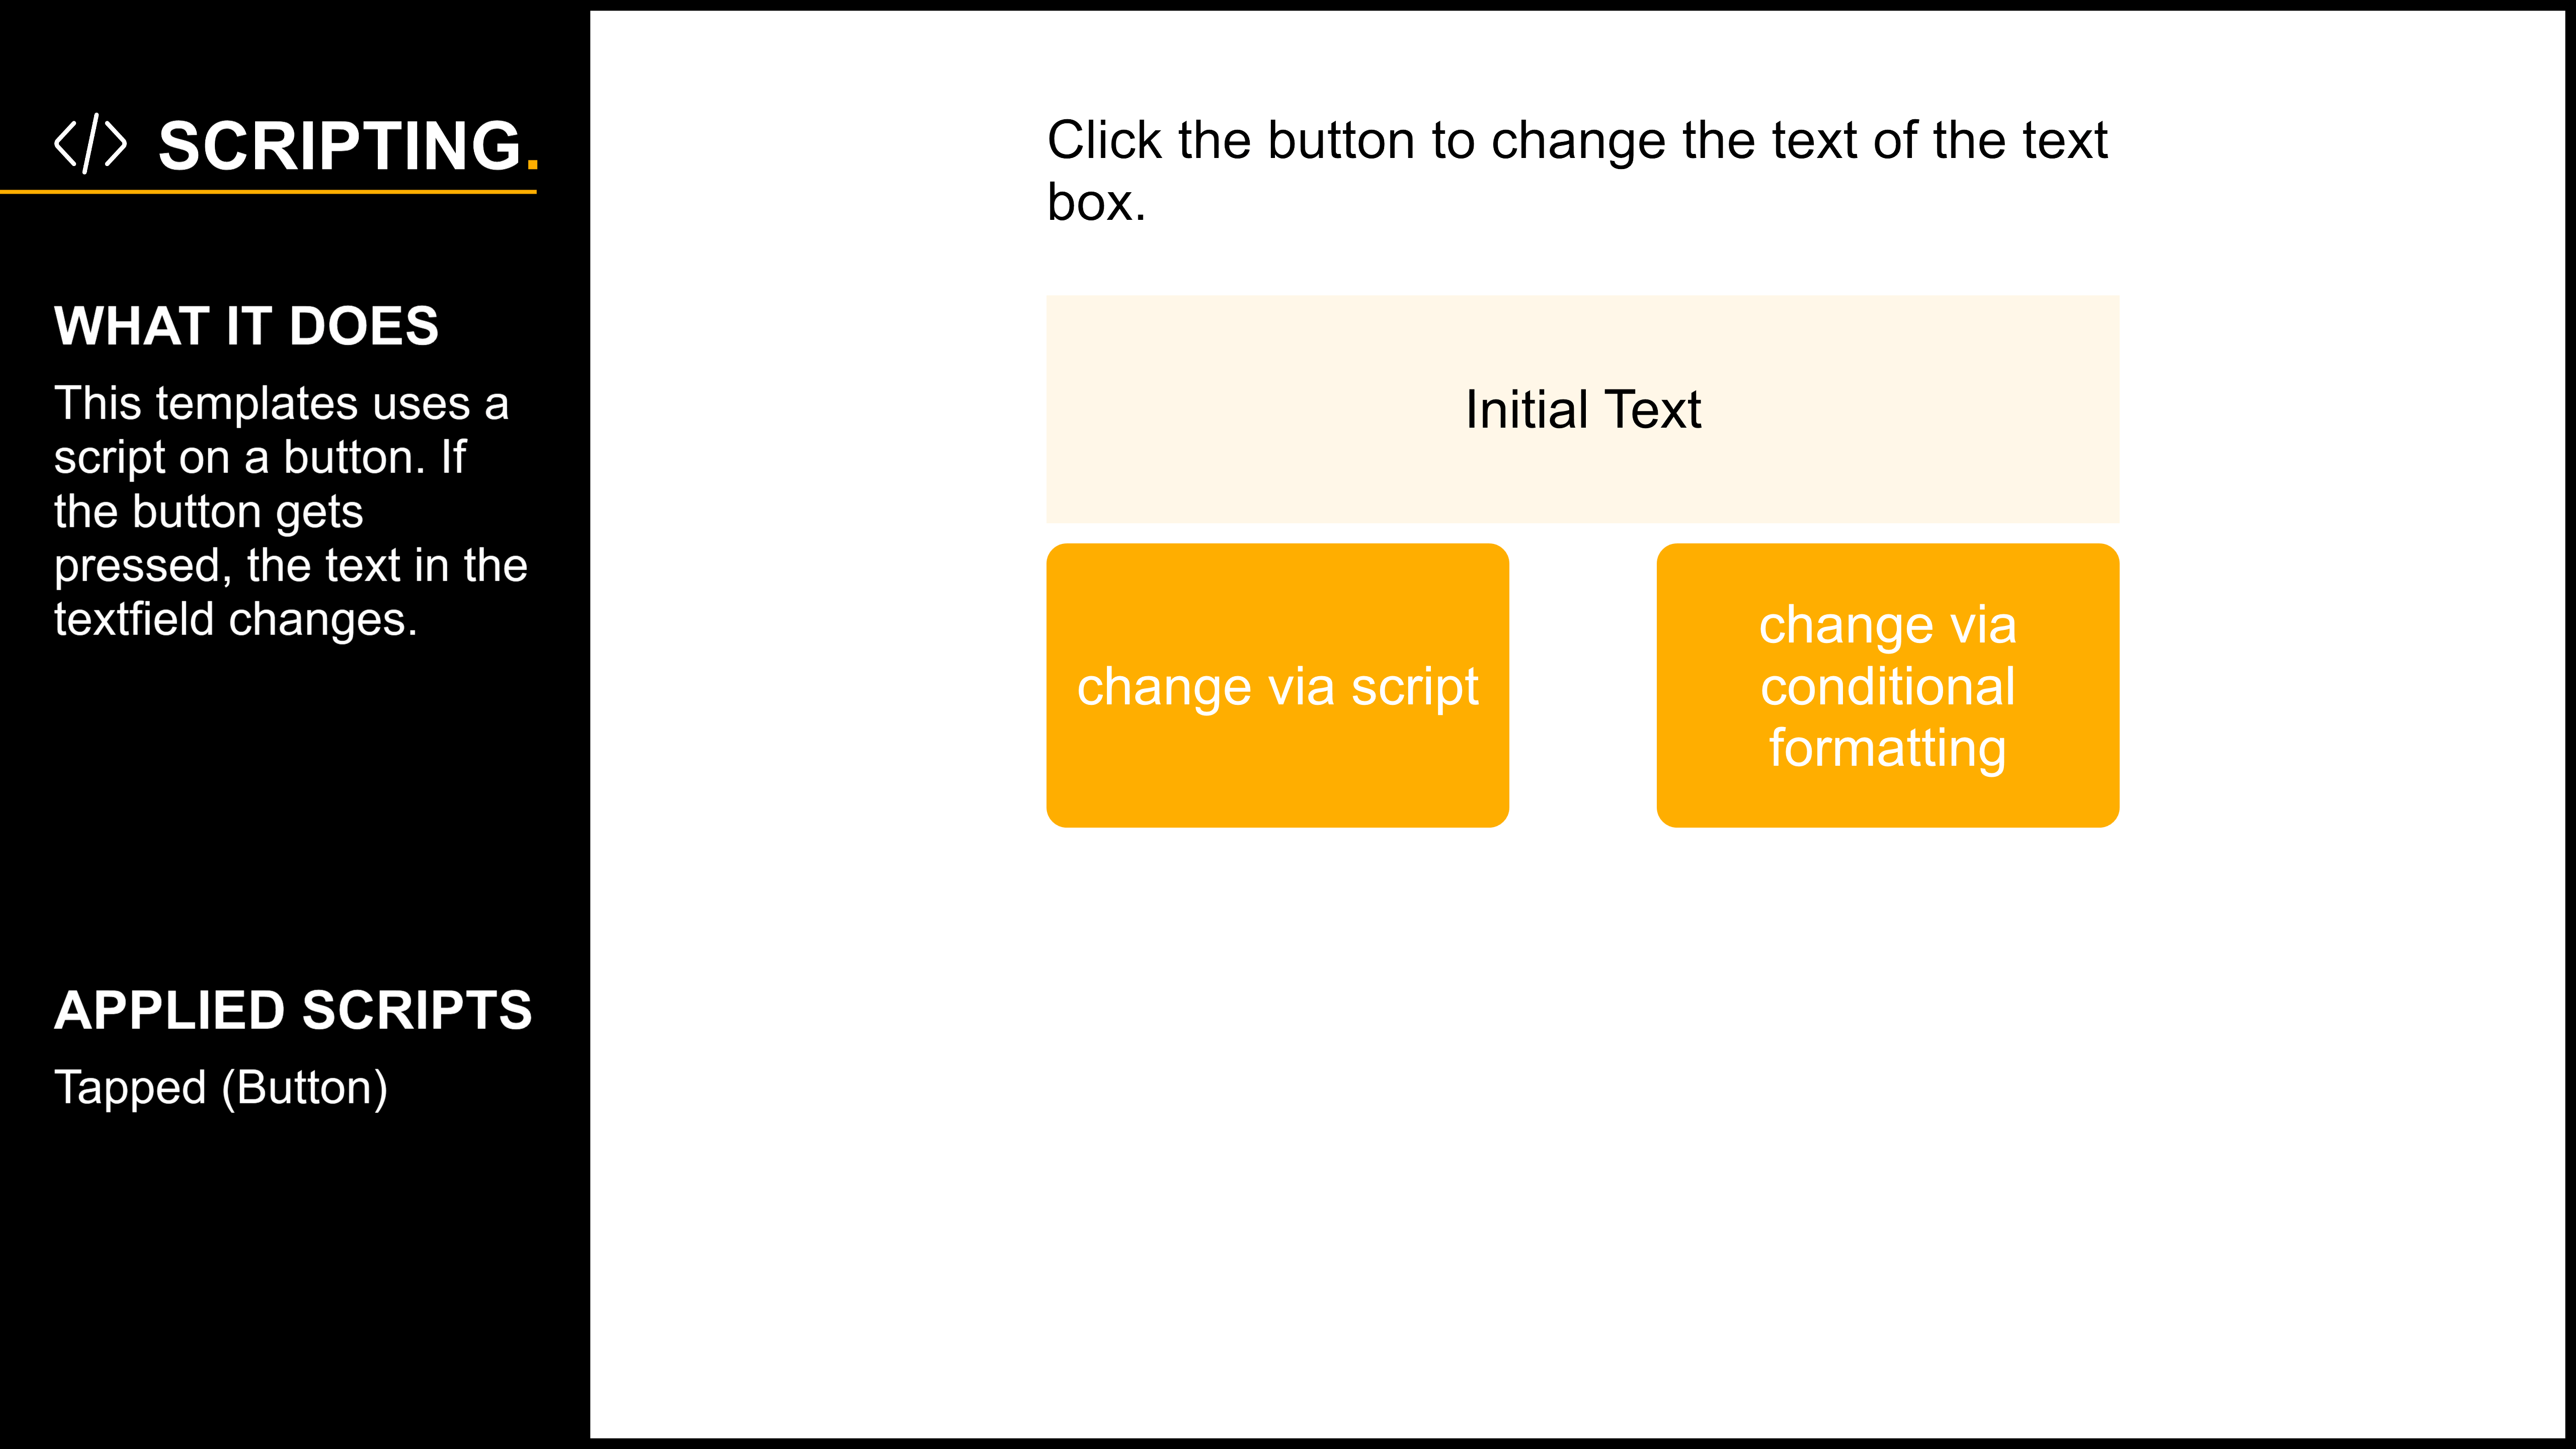 </> SCRIPTING.
WHAT IT DOES
This templates uses a
script on a button. If
the button gets
pressed, the text in the
textfield changes.
APPLIED SCRIPTS
Tapped (Button)
Click the button to change the text of the text
box.
Initial Text
change via script
change via
conditional
formatting